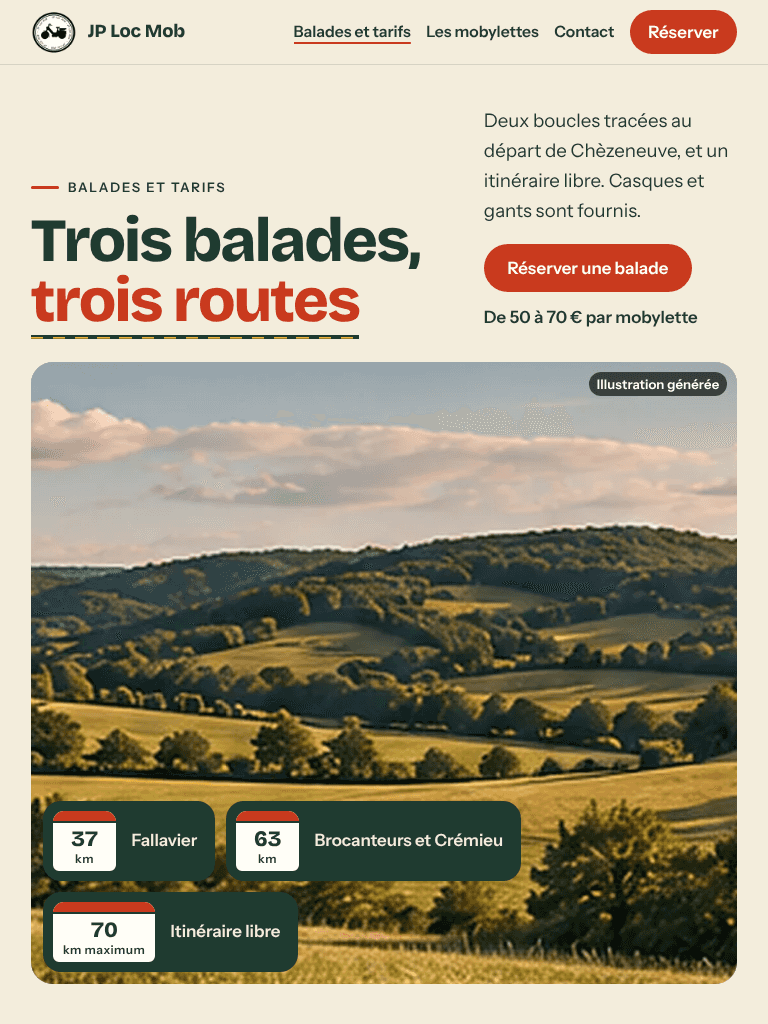 JP Loc Mob
Balades et tarifs
Les mobylettes
Contact
Réserver
BALADES ET TARIFS
Trois balades,
trois routes
Deux boucles tracées au
départ de Chèzeneuve, et un
itinéraire libre. Casques et
gants sont fournis.
Réserver une balade
De 50 à 70 € par mobylette
Illustration générée
37
km
Fallavier
63
km
Brocanteurs et Crémieu
70
km maximum
Itinéraire libre